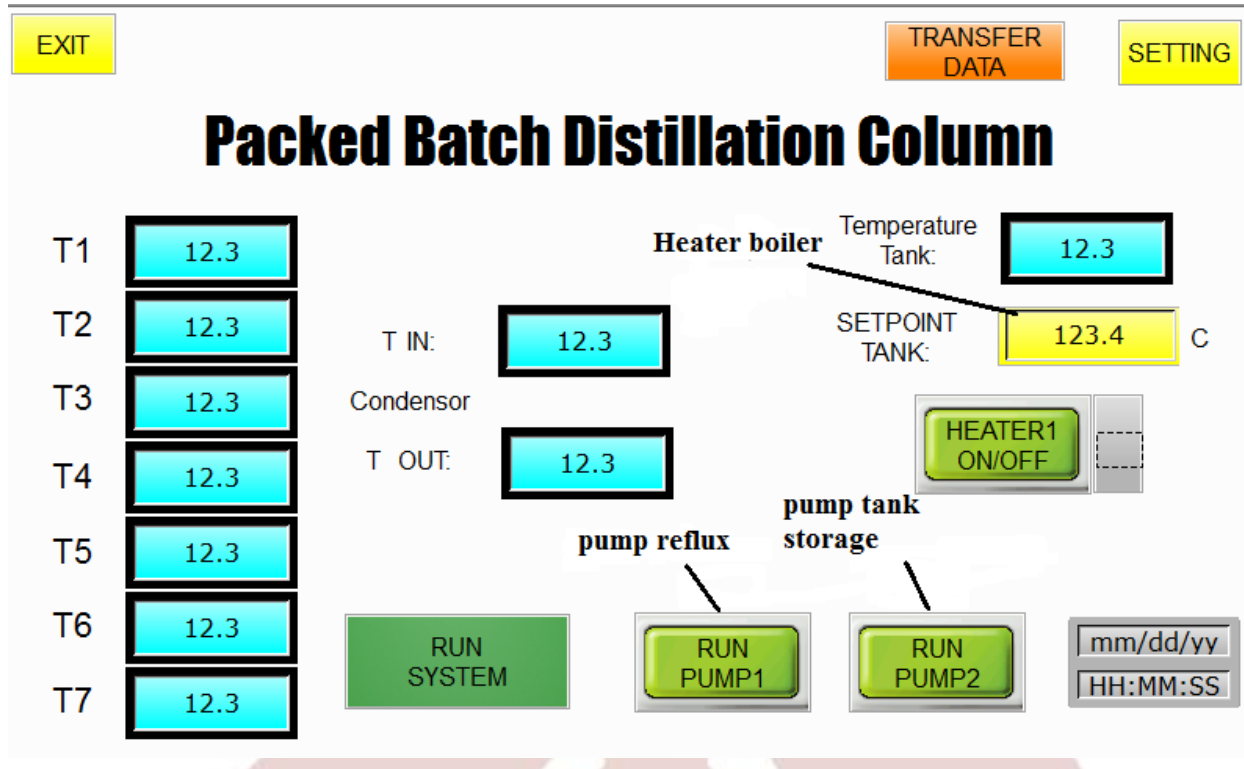 EXIT
TRANSFER
DATA
SETTING
Packed Batch Distillation Column
T1
12.3
T2
12.3
T3
12.3
T4
12.3
T5
12.3
T6
12.3
T7
12.3
T IN:
12.3
Condensor
T OUT:
12.3
Heater boiler
Temperature
Tank:
12.3
SETPOINT
TANK:
123.4
C
HEATER1
ON/OFF
pump reflux
pump tank
storage
RUN
SYSTEM
RUN
PUMP1
RUN
PUMP2
mm/dd/yy
HH:MM:SS